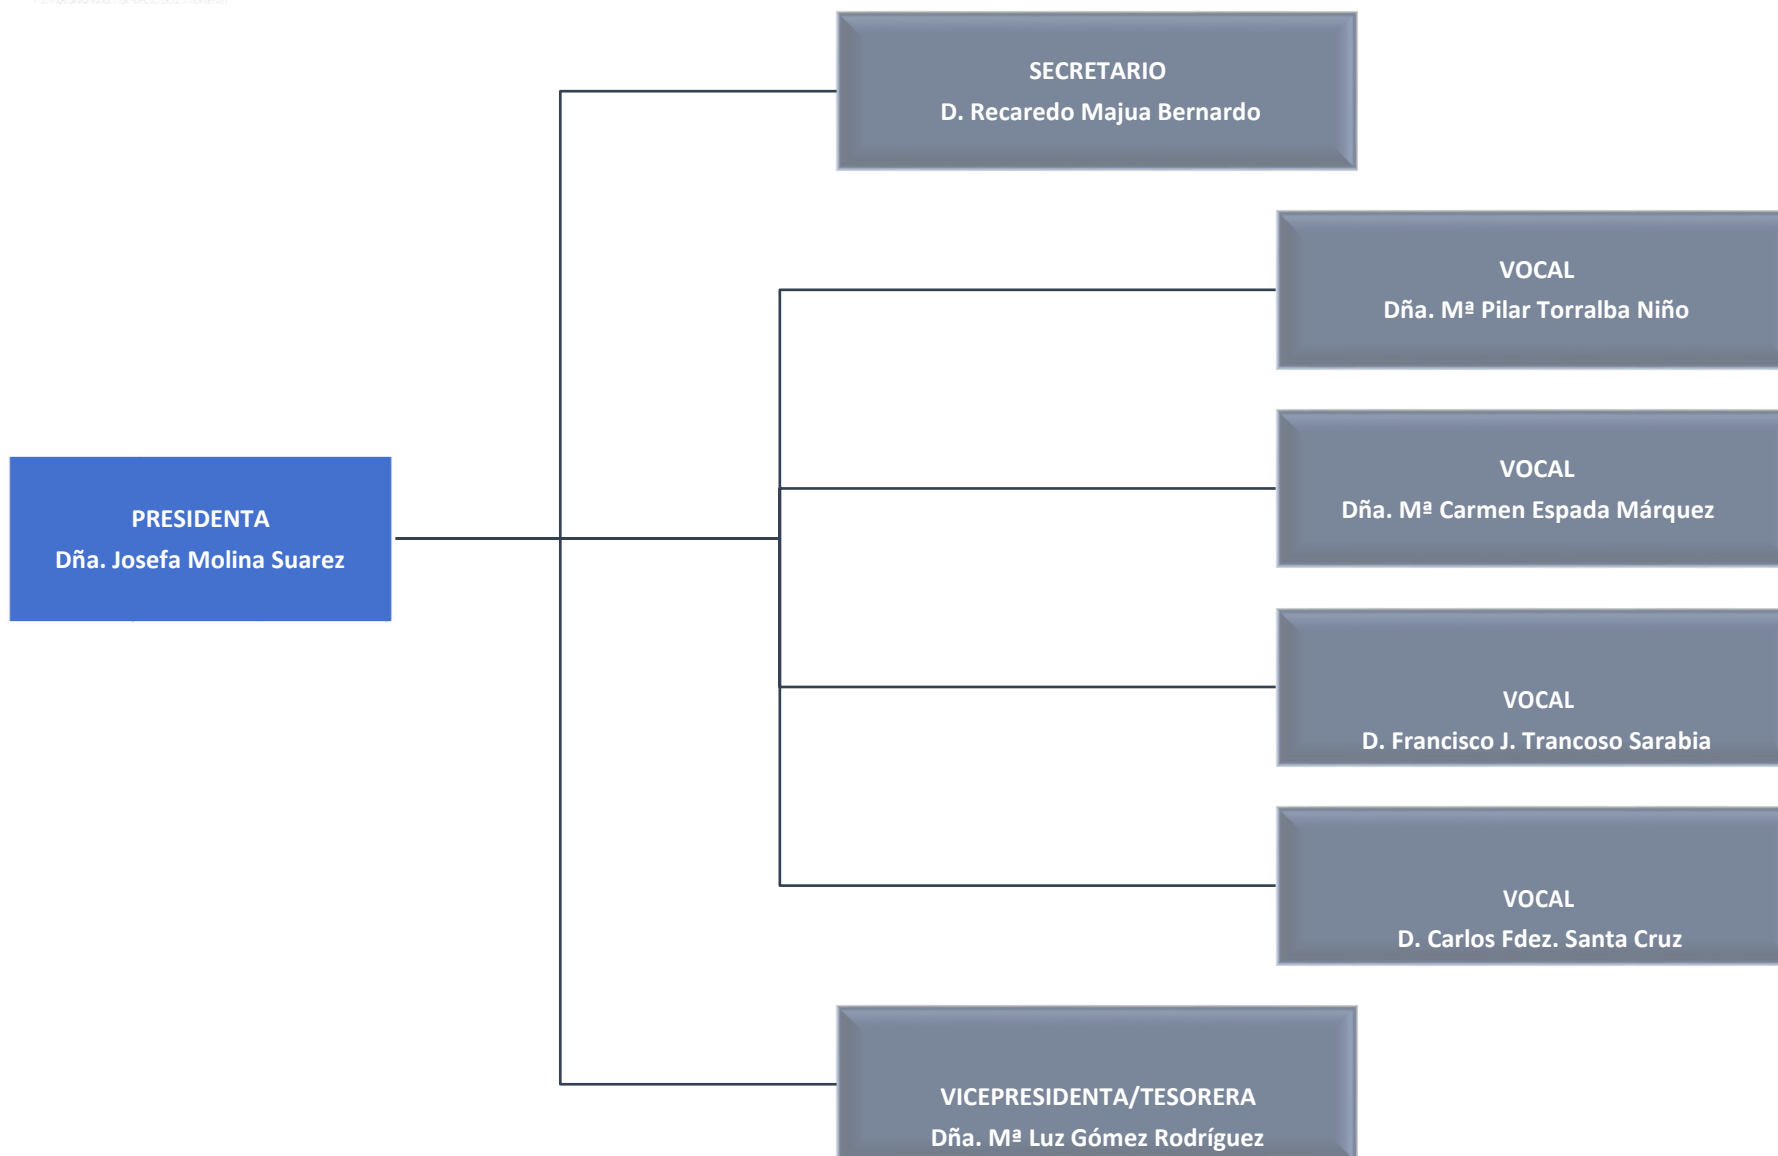 SECRETARIO
D. Recaredo Majua Bernardo
VOCAL
Dña. Mª Pilar Torralba Niño
VOCAL
Dña. Mª Carmen Espada Márquez
PRESIDENTA
Dña. Josefa Molina Suarez
VOCAL
D. Francisco J. Trancoso Sarabia
VOCAL
D. Carlos Fdez. Santa Cruz
VICEPRESIDENTA/TESORERA
Dña. Mª Luz Gómez Rodríguez